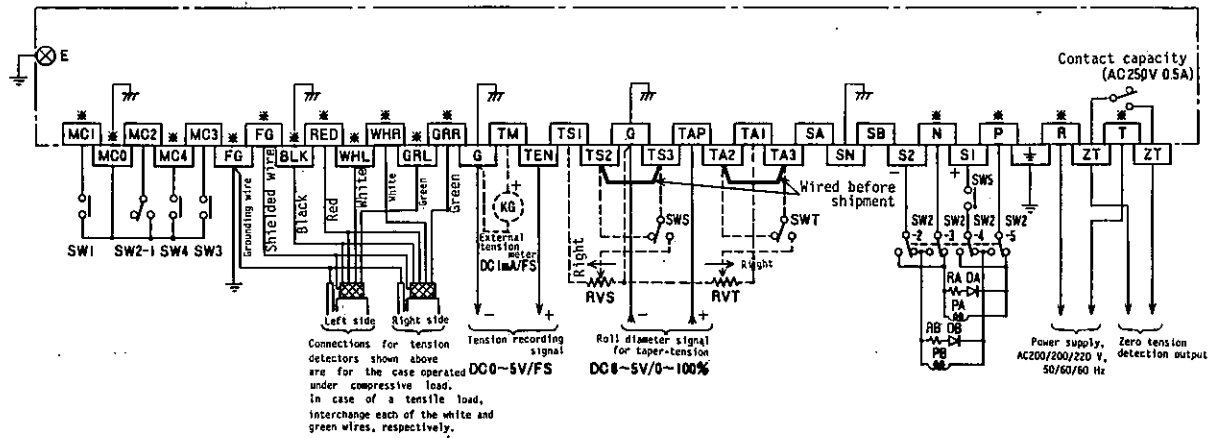 E
Contact capacity
(AC250V 0.5A)
MC1 MC2 MC3 FG RED WHR GRR TM TS1 G TAP TA1 SA SB N P R T
MC0 MC4 FG BLK WHL GRL G TEN TS2 TS3 TA2 TA3 SN S2 S1 ZT ZT
Grounding wire
Shielded wire
Black
Red
White
White
Green
Green
+
KG
External
tension
meter
DC1mA/FS
Wired before
shipment
SW1 SW2-1 SW4 SW3
SWS
SWT
−
+
SW5
SW2
-2
SW2
-3
SW2
-4
SW2
-5
Right
RVS
Right
RVT
RA DA
PA
RB DB
PB
Left side
Right side
Connections for tension
detectors shown above
are for the case operated
under compressive load.
In case of a tensile load,
interchange each of the white and
green wires, respectively.
− +
Tension recording
signal
DC0~5V/FS
− +
Roll diameter signal
for taper-tension
DC0~5V/0~100%
Power supply,
AC200/200/220 V,
50/60/60 Hz
Zero tension
detection output